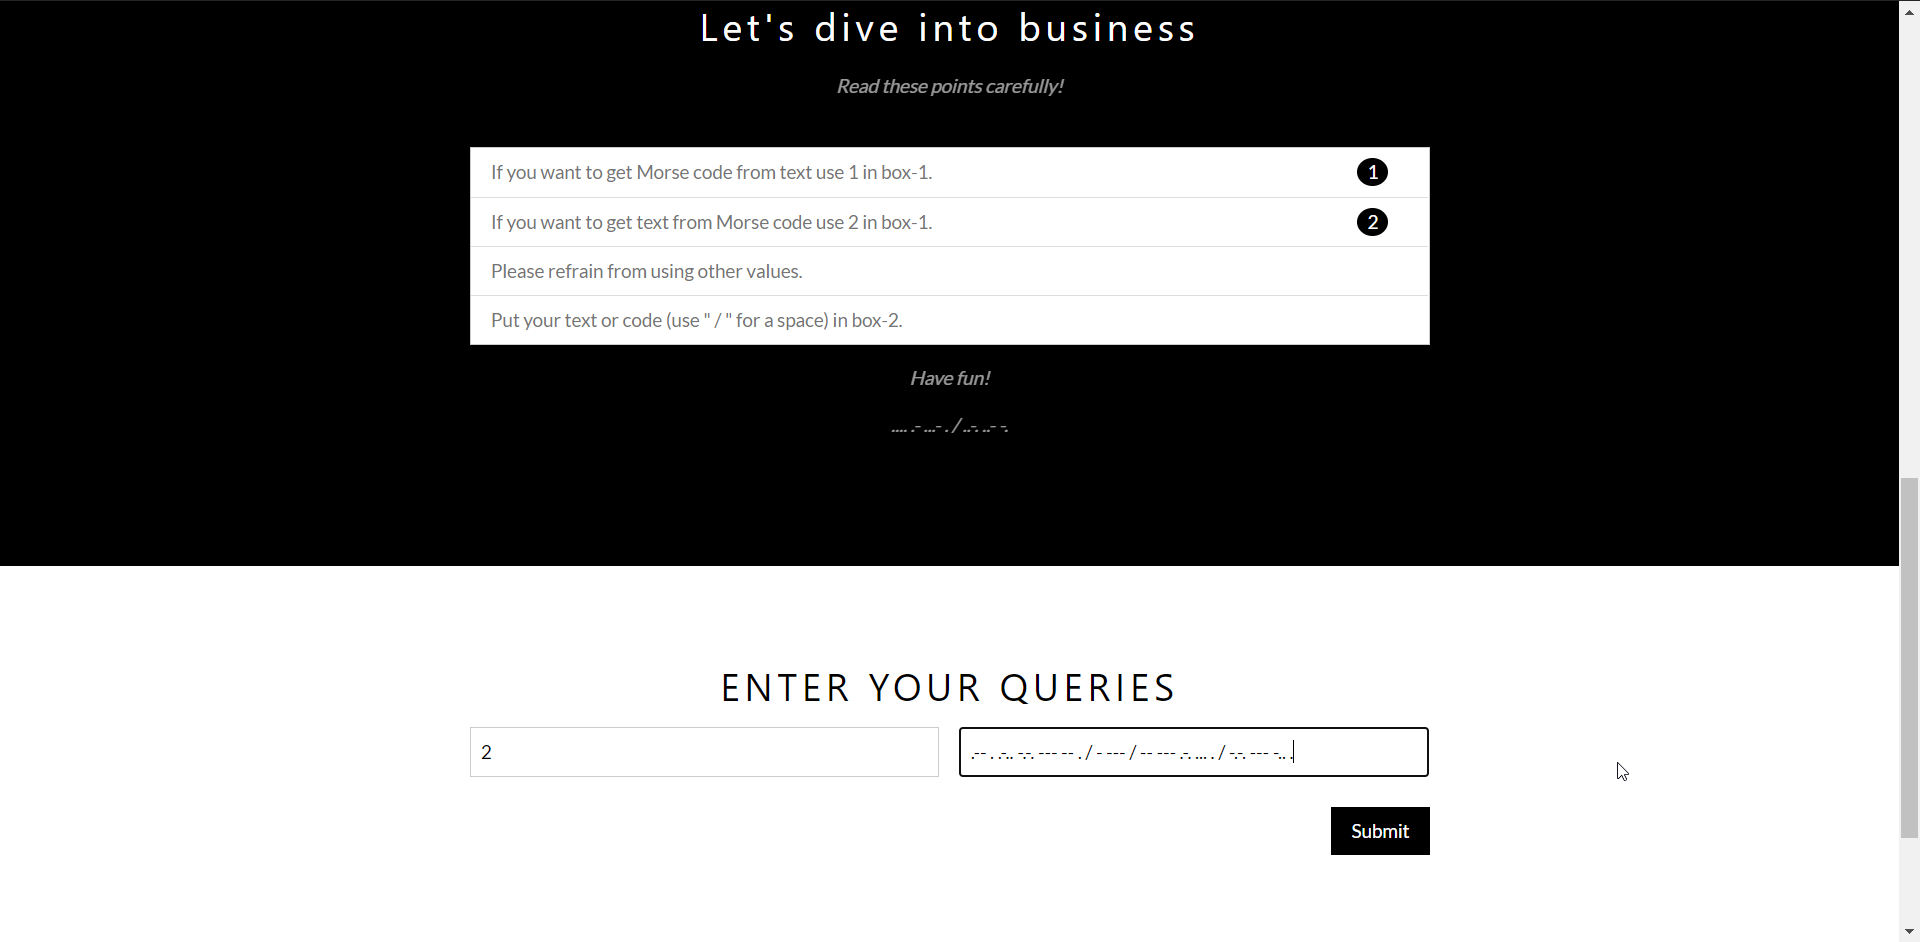 Let's dive into business
Read these points carefully!
If you want to get Morse code from text use 1 in box-1.
1
If you want to get text from Morse code use 2 in box-1.
2
Please refrain from using other values.
Put your text or code (use " / " for a space) in box-2.
Have fun!
.... .- ...- . / ..-. ..- -.
ENTER YOUR QUERIES
2
.-- . .-.. -.-. --- -- . / - --- / -- --- .-. ... . / -.-. --- -.. .
Submit